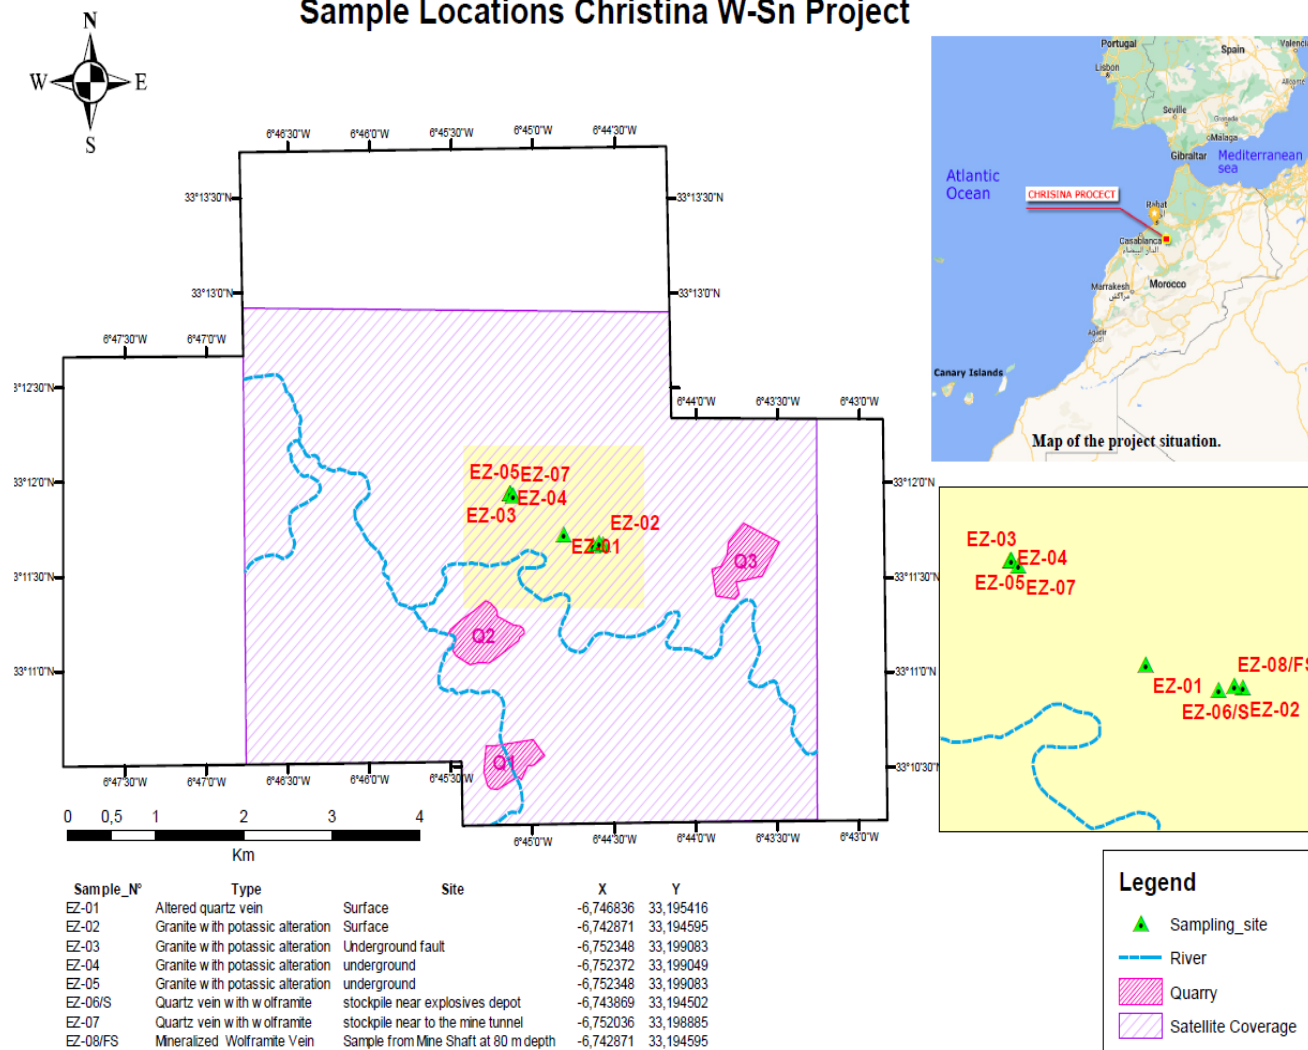 Sample Locations Christina W-Sn Project
N
W E
S
6°46'30"W 6°46'0"W 6°45'30"W 6°45'0"W 6°44'30"W
33°13'30"N 33°13'30"N
33°13'0"N 33°13'0"N
6°47'30"W 6°47'0"W
3°12'30"N
6°44'0"W 6°43'30"W 6°43'0"W
33°12'0"N 33°12'0"N
EZ-05 EZ-07
EZ-04
EZ-03
EZ-02
EZ-01
33°11'30"N 33°11'30"N
Q3
Q2
33°11'0"N 33°11'0"N
Q1
33°10'30"N
6°47'30"W 6°47'0"W 6°46'30"W 6°46'0"W 6°45'30"W
6°45'0"W 6°44'30"W 6°44'0"W 6°43'30"W 6°43'0"W
0 0,5 1 2 3 4
Km
Portugal
Spain
Valencia
Lisbon
Alicante
Seville
Granada
Malaga
Gibraltar
Mediterranean
sea
Atlantic
Ocean
CHRISINA PROCECT
Rabat
Casablanca
الدار البيضاء
Marrakesh
مراكش
Morocco
Agadir
Canary Islands
Map of the project situation.
EZ-03
EZ-04
EZ-05 EZ-07
EZ-08/FS
EZ-01
EZ-06/S EZ-02
Legend
Sampling_site
River
Quarry
Satellite Coverage
Sample_N° Type Site X Y
EZ-01 Altered quartz vein Surface -6,746836 33,195416
EZ-02 Granite with potassic alteration Surface -6,742871 33,194595
EZ-03 Granite with potassic alteration Underground fault -6,752348 33,199083
EZ-04 Granite with potassic alteration underground -6,752372 33,199049
EZ-05 Granite with potassic alteration underground -6,752348 33,199083
EZ-06/S Quartz vein with wolframite stockpile near explosives depot -6,743869 33,194502
EZ-07 Quartz vein with wolframite stockpile near to the mine tunnel -6,752036 33,198885
EZ-08/FS Mineralized Wolframite Vein Sample from Mine Shaft at 80 m depth -6,742871 33,194595